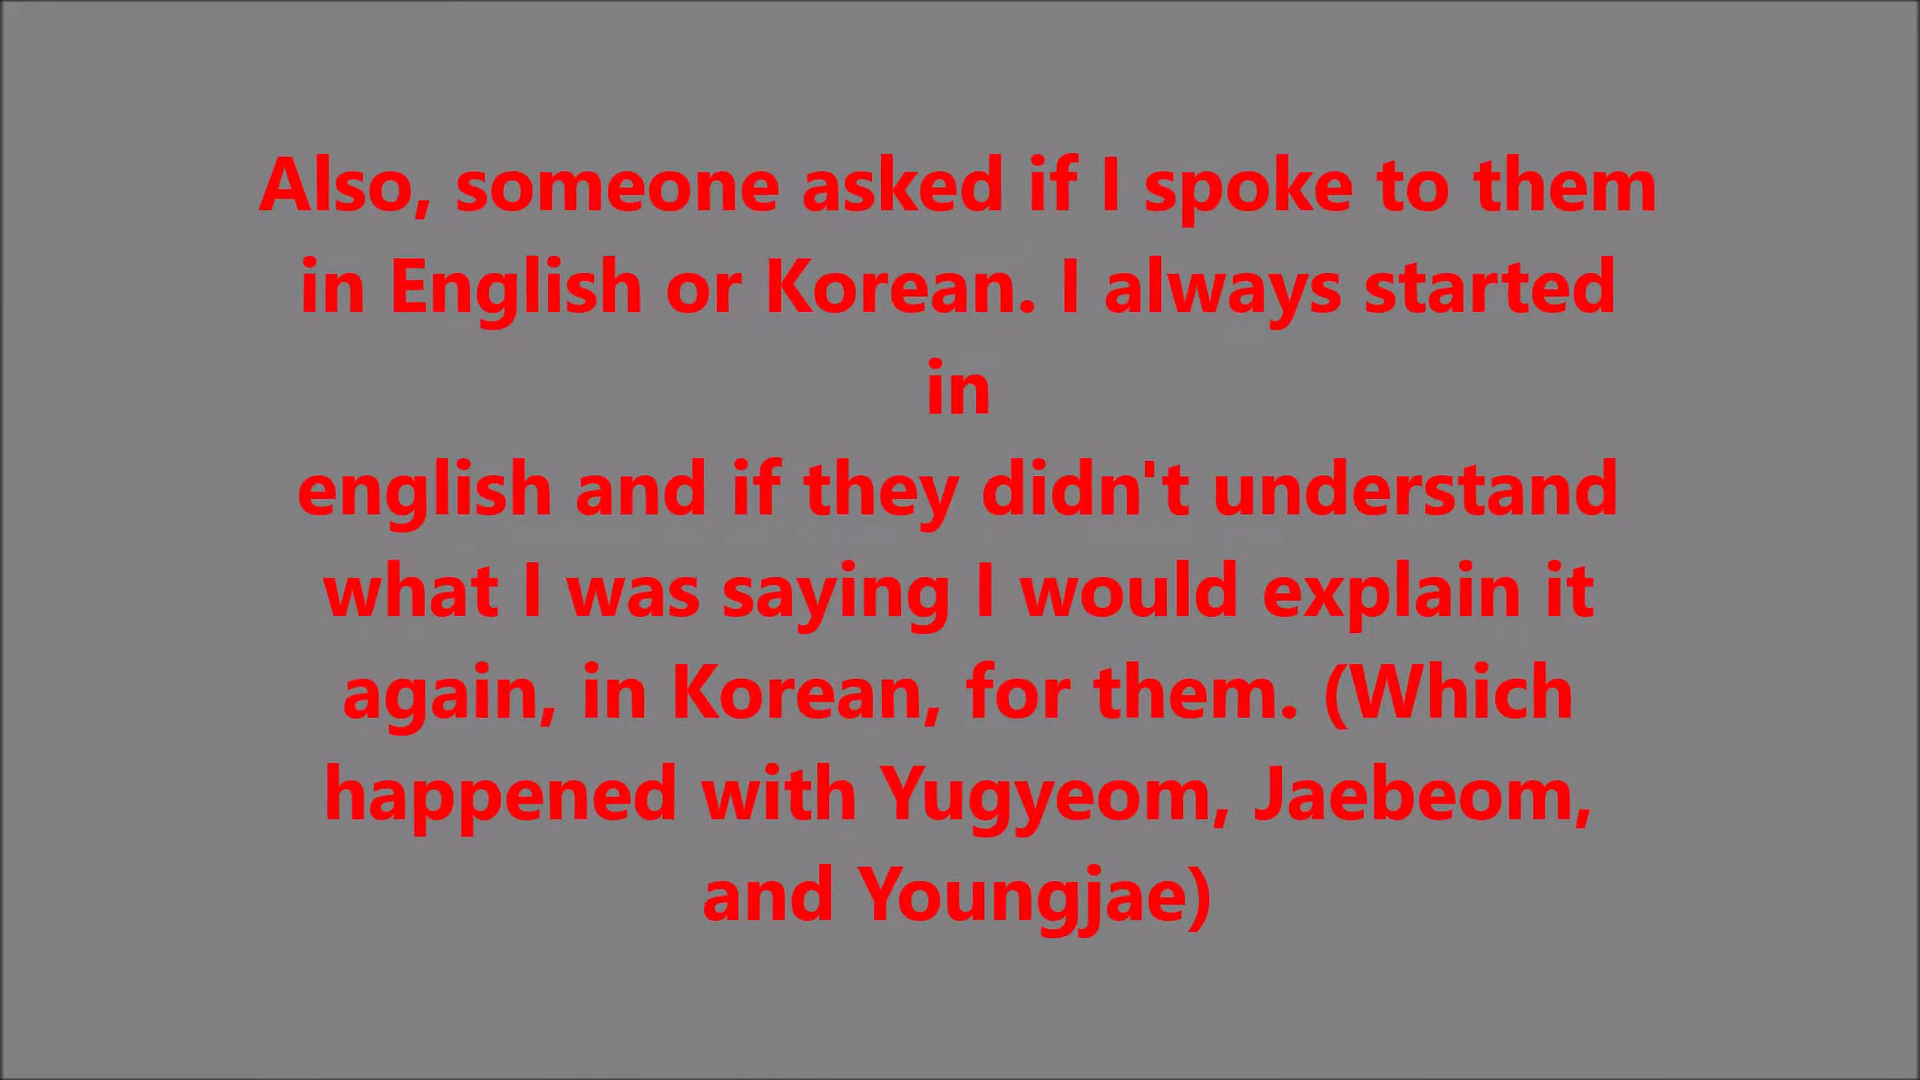 Also, someone asked if I spoke to them
in English or Korean. I always started
in
english and if they didn't understand
what I was saying I would explain it
again, in Korean, for them. (Which
happened with Yugyeom, Jaebeom,
and Youngjae)